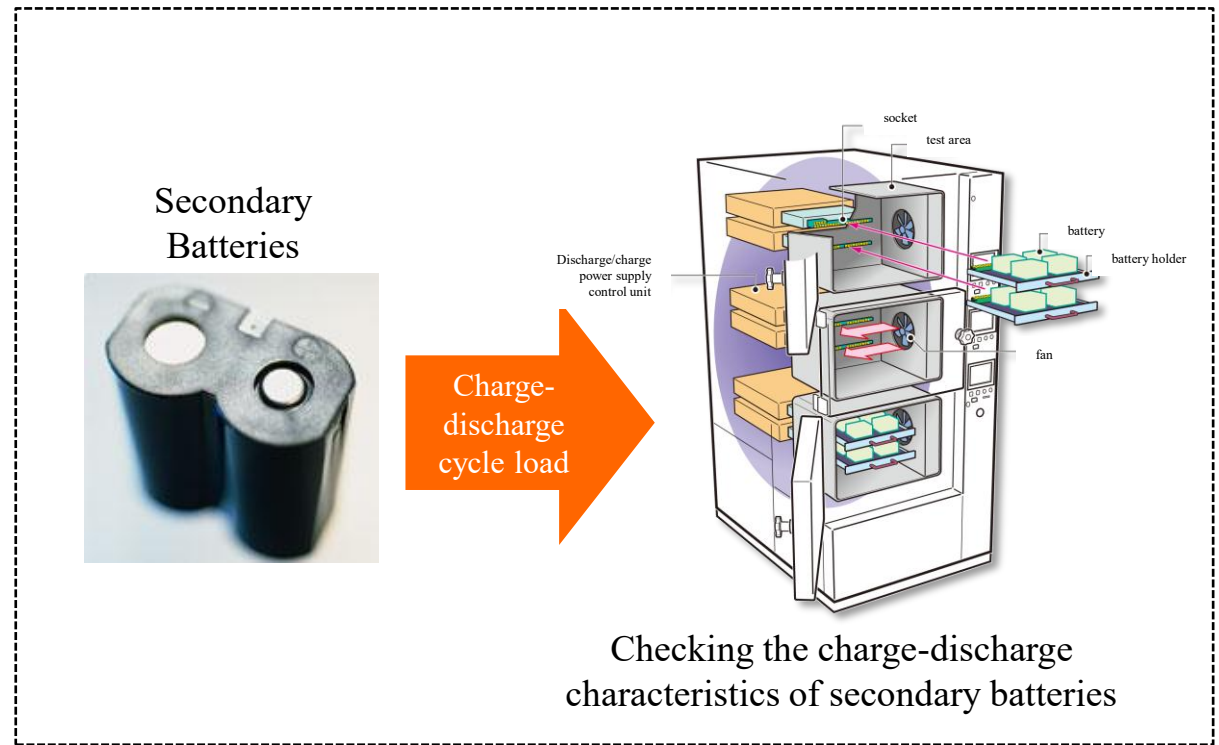 Secondary
Batteries
Charge-
discharge
cycle load
socket
test area
Discharge/charge
power supply
control unit
battery
battery holder
fan
Checking the charge-discharge
characteristics of secondary batteries